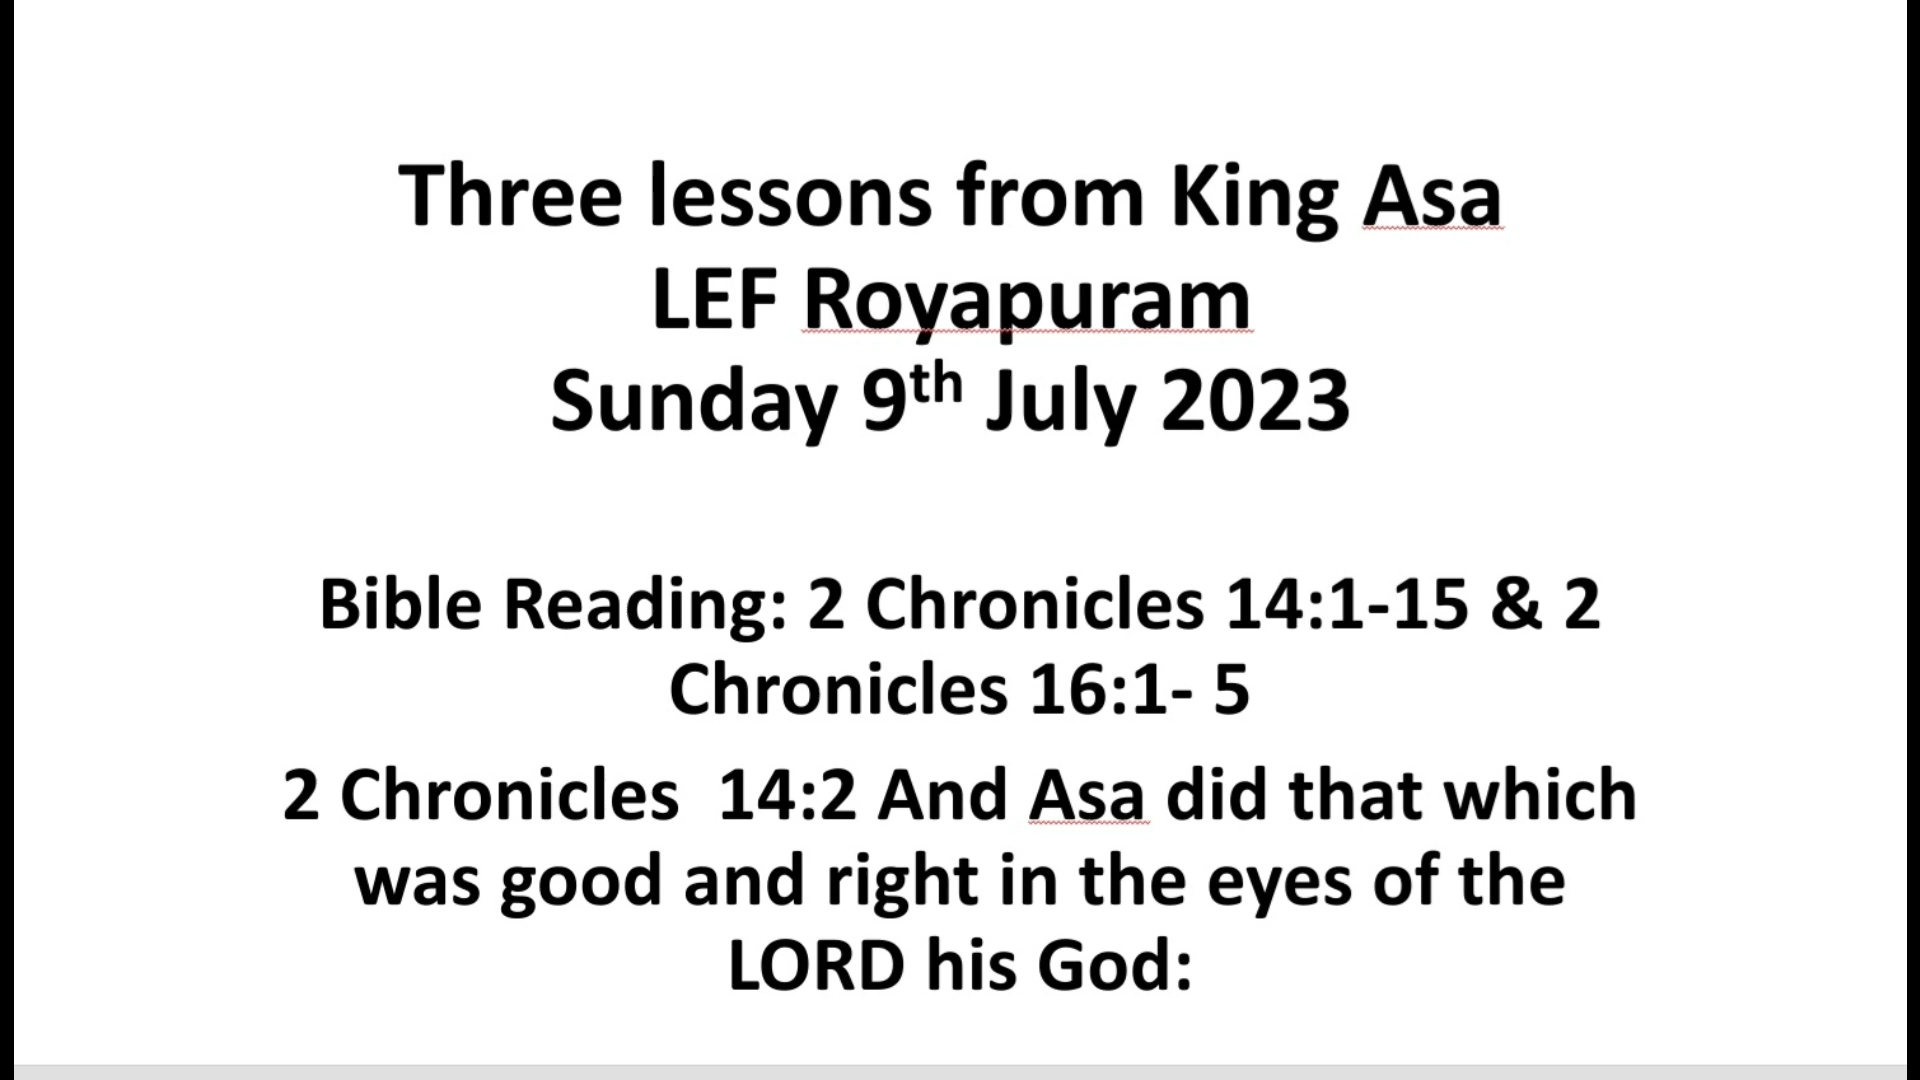 Three lessons from King Asa
LEF Royapuram
Sunday 9th July 2023
Bible Reading: 2 Chronicles 14:1-15 & 2
Chronicles 16:1- 5
2 Chronicles  14:2 And Asa did that which
was good and right in the eyes of the
LORD his God: